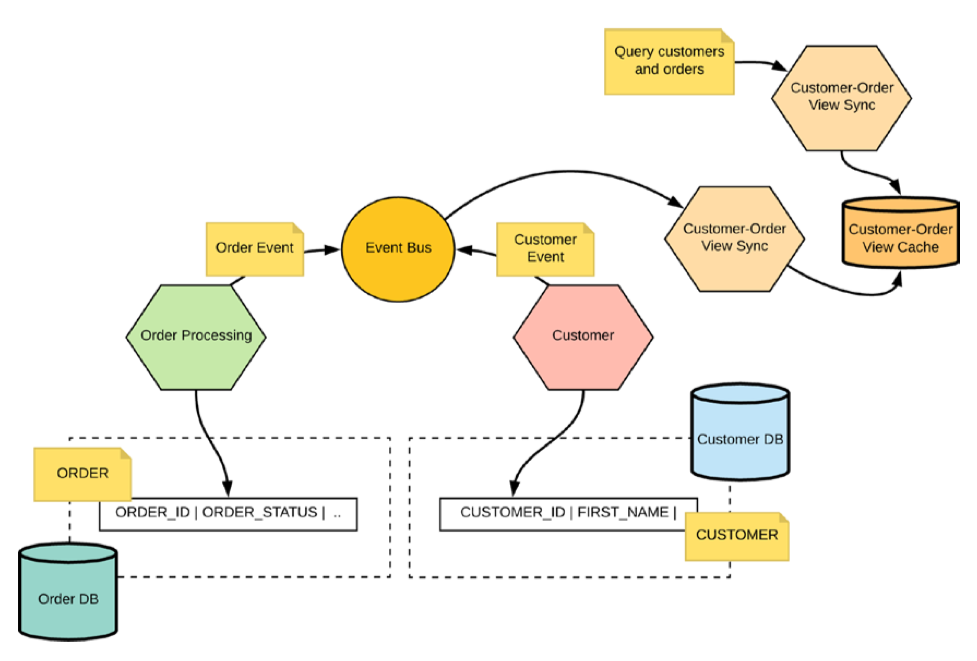 Query customers
and orders
Customer-Order
View Sync
Order Event
Event Bus
Customer
Event
Customer-Order
View Sync
Customer-Order
View Cache
Order Processing
Customer
Customer DB
ORDER
ORDER_ID | ORDER_STATUS | ..
CUSTOMER_ID | FIRST_NAME |
CUSTOMER
Order DB